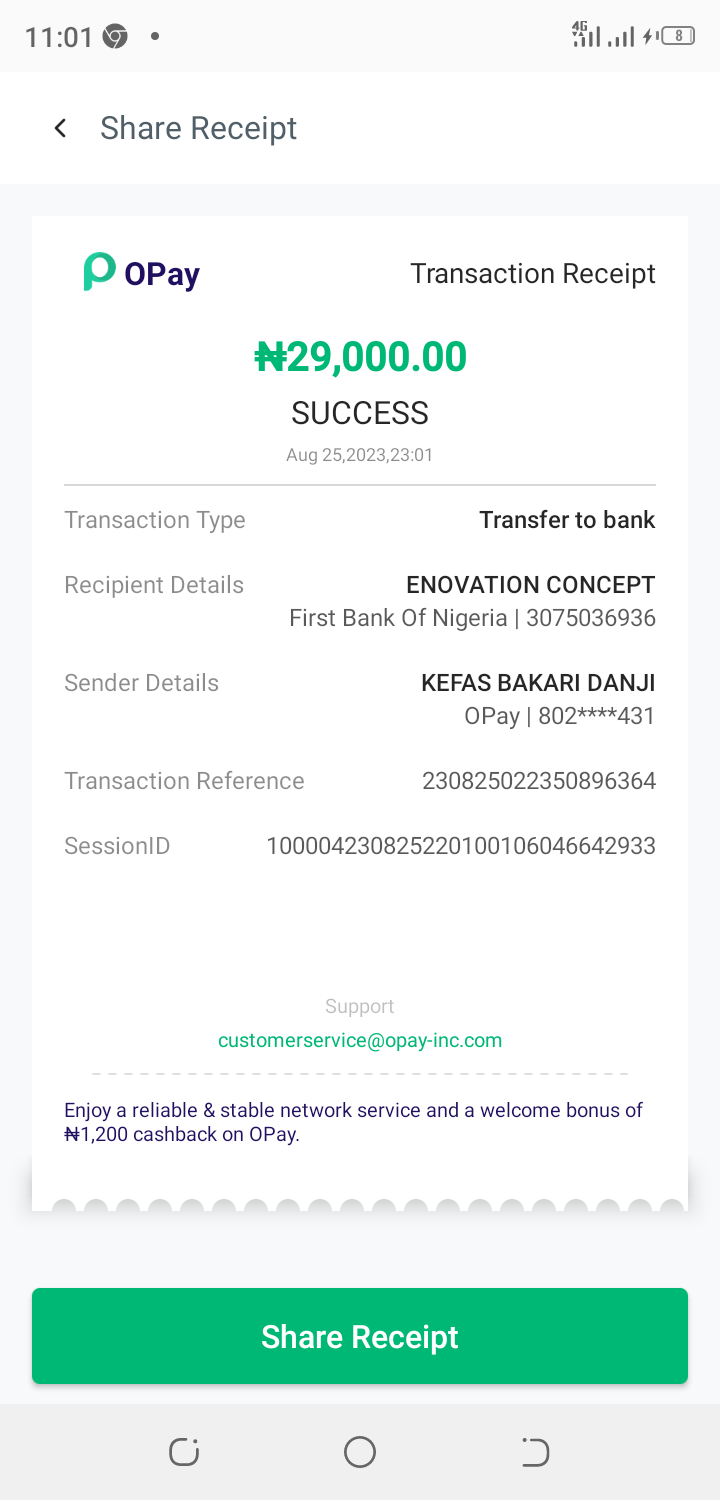 11:01
4G
8
Share Receipt
OPay
Transaction Receipt
₦29,000.00
SUCCESS
Aug 25,2023,23:01
Transaction Type Transfer to bank
Recipient Details ENOVATION CONCEPT
First Bank Of Nigeria | 3075036936
Sender Details KEFAS BAKARI DANJI
OPay | 802****431
Transaction Reference 230825022350896364
SessionID 100004230825220100106046642933
Support
customerservice@opay-inc.com
Enjoy a reliable & stable network service and a welcome bonus of
₦1,200 cashback on OPay.
Share Receipt